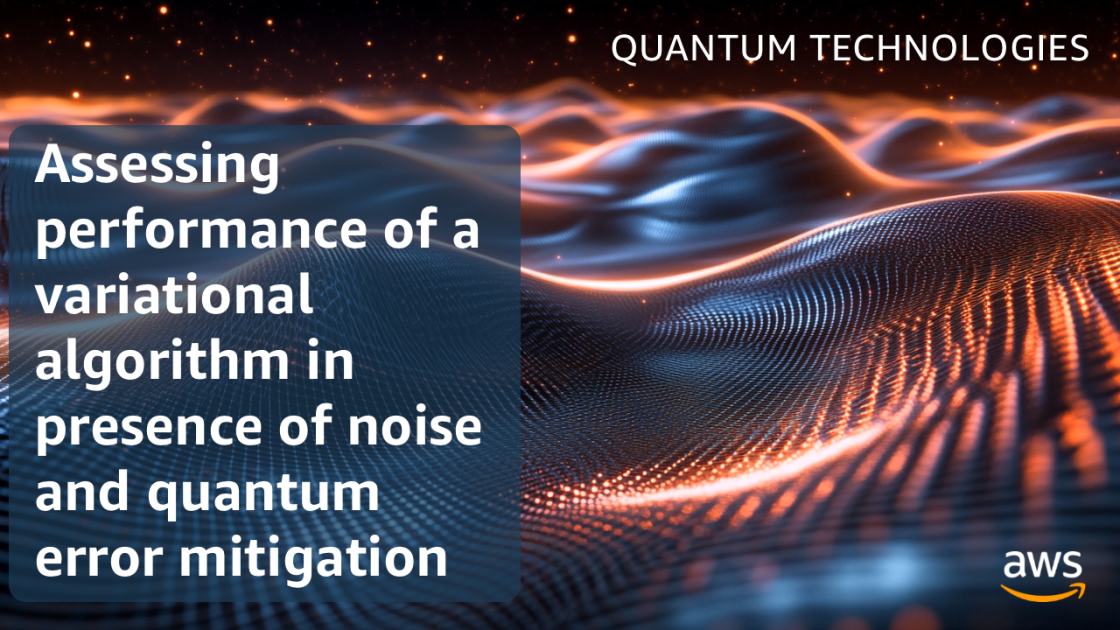 QUANTUM TECHNOLOGIES
Assessing
performance of a
variational
algorithm in
presence of noise
and quantum
error mitigation
aws